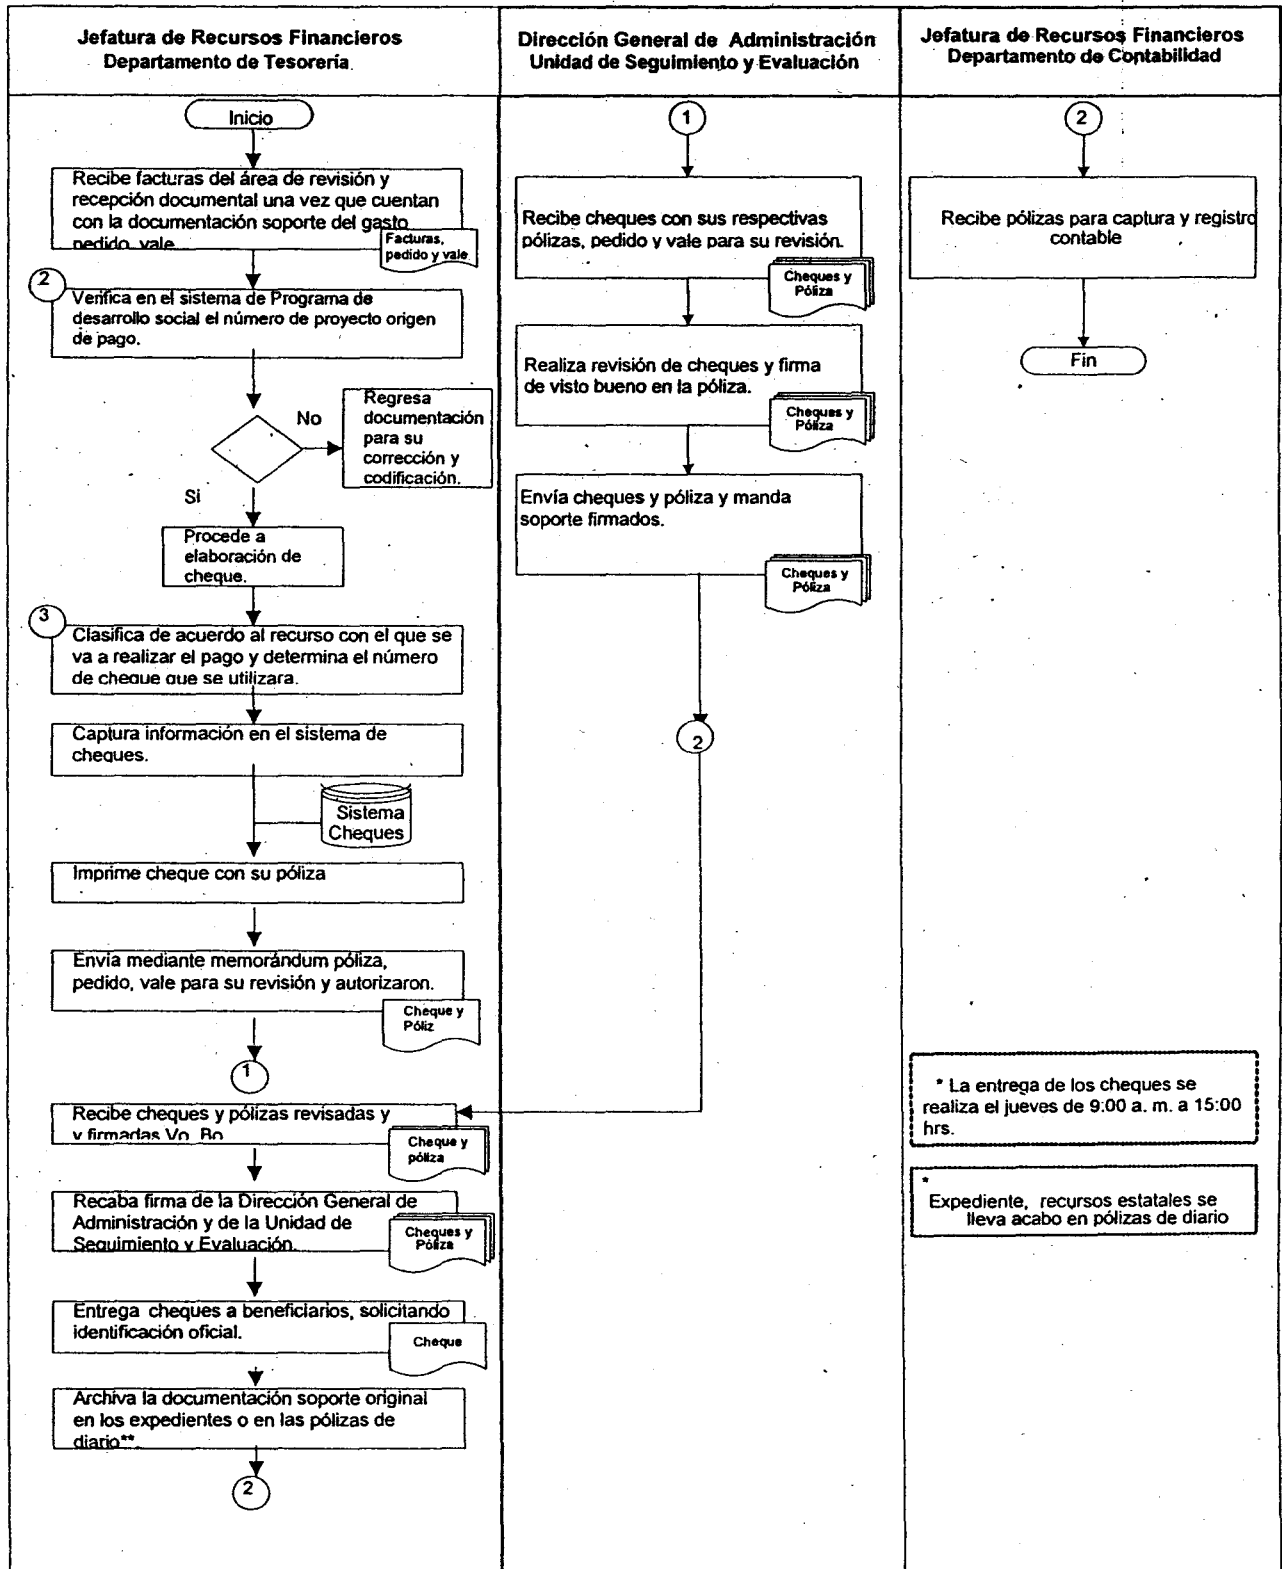 Jefatura de Recursos Financieros
Departamento de Tesorería
Dirección General de Administración
Unidad de Seguimiento y Evaluación
Jefatura de Recursos Financieros
Departamento de Contabilidad
Inicio
Recibe facturas del área de revisión y
recepción documental una vez que cuentan
con la documentación soporte del gasto
pedido, vale
Facturas,
pedido y vale
2
Verifica en el sistema de Programa de
desarrollo social el número de proyecto origen
de pago.
No
Regresa
documentación
para su
corrección y
codificación.
Si
Procede a
elaboración de
cheque.
3
Clasifica de acuerdo al recurso con el que se
va a realizar el pago y determina el número
de cheque que se utilizara.
Captura información en el sistema de
cheques.
Sistema
Cheques
Imprime cheque con su póliza
Envía mediante memorándum póliza,
pedido, vale para su revisión y autorizaron.
Cheque y
Póliz
1
Recibe cheques y pólizas revisadas y
y firmadas Vo. Bo
Cheque y
póliza
Recaba firma de la Dirección General de
Administración y de la Unidad de
Seguimiento y Evaluación.
Cheques y
Póliza
Entrega cheques a beneficiarios, solicitando
identificación oficial.
Cheque
Archiva la documentación soporte original
en los expedientes o en las pólizas de
diario**.
2
1
Recibe cheques con sus respectivas
pólizas, pedido y vale para su revisión.
Cheques y
Póliza
Realiza revisión de cheques y firma
de visto bueno en la póliza.
Cheques y
Póliza
Envía cheques y póliza y manda
soporte firmados.
Cheques y
Póliza
2
2
Recibe pólizas para captura y registro
contable
Fin
* La entrega de los cheques se
realiza el jueves de 9:00 a. m. a 15:00
hrs.
*
Expediente, recursos estatales se
lleva acabo en pólizas de diario